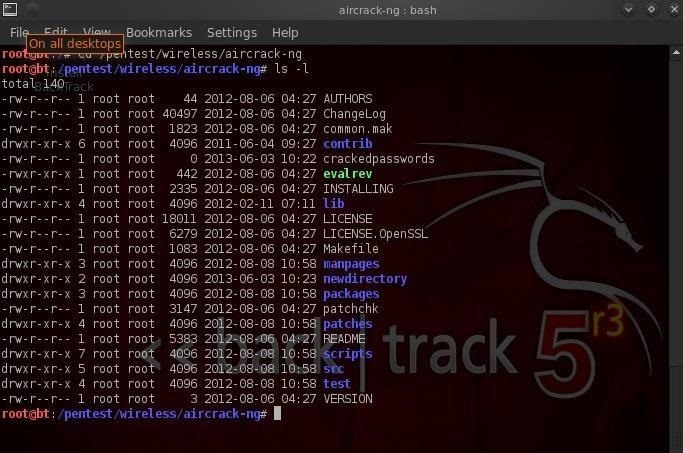 aircrack-ng : bash
File Edit View Bookmarks Settings Help
On all desktops
root@bt:/# cd /pentest/wireless/aircrack-ng
root@bt:/pentest/wireless/aircrack-ng# ls -l
total 140
-rw-r--r-- 1 root root    44 2012-08-06 04:27 AUTHORS
-rw-r--r-- 1 root root 40497 2012-08-06 04:27 ChangeLog
-rw-r--r-- 1 root root  1823 2012-08-06 04:27 common.mak
drwxr-xr-x 6 root root  4096 2011-06-04 09:27 contrib
-rw-r--r-- 1 root root     0 2013-06-03 10:22 crackedpasswords
-rwxr-xr-x 1 root root   442 2012-08-06 04:27 evalrev
-rw-r--r-- 1 root root  2335 2012-08-06 04:27 INSTALLING
drwxr-xr-x 4 root root  4096 2012-02-11 07:11 lib
-rw-r--r-- 1 root root 18011 2012-08-06 04:27 LICENSE
-rw-r--r-- 1 root root  6279 2012-08-06 04:27 LICENSE.OpenSSL
-rw-r--r-- 1 root root  1083 2012-08-06 04:27 Makefile
drwxr-xr-x 3 root root  4096 2012-08-08 10:58 manpages
drwxr-xr-x 2 root root  4096 2013-06-03 10:23 newdirectory
drwxr-xr-x 3 root root  4096 2012-08-08 10:58 packages
-rw-r--r-- 1 root root  3147 2012-08-06 04:27 patchchk
drwxr-xr-x 4 root root  4096 2012-08-08 10:58 patches
-rw-r--r-- 1 root root  5383 2012-08-06 04:27 README
drwxr-xr-x 7 root root  4096 2012-08-08 10:58 scripts
drwxr-xr-x 5 root root  4096 2012-08-08 10:58 src
drwxr-xr-x 4 root root  4096 2012-08-08 10:58 test
-rw-r--r-- 1 root root     3 2012-08-06 04:27 VERSION
root@bt:/pentest/wireless/aircrack-ng#
Install
BackTrack
<< back | track 5 r3